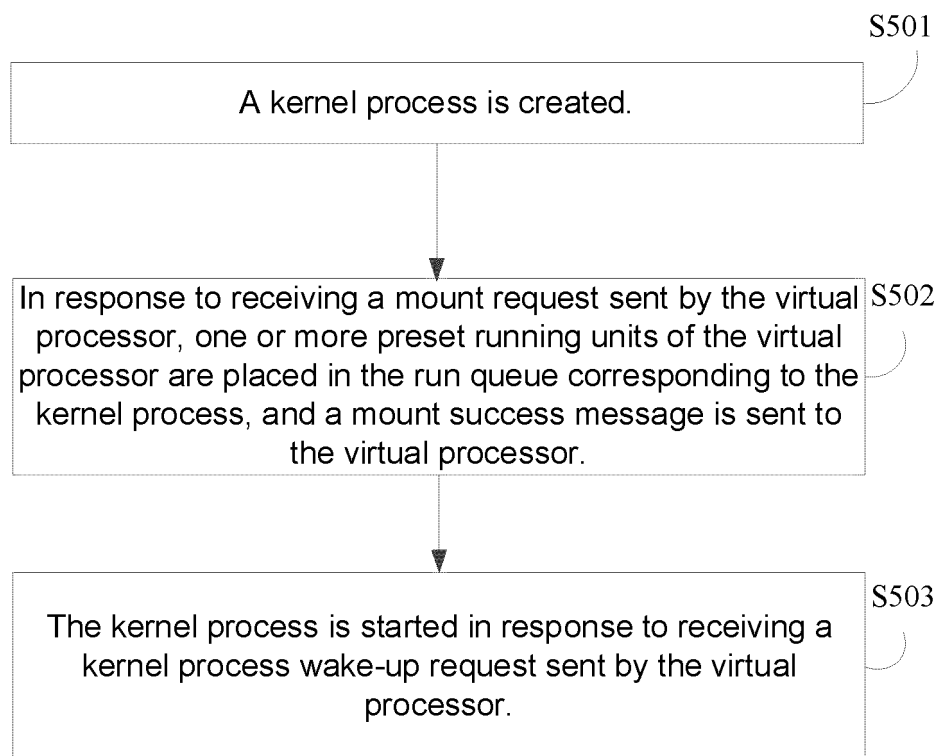 S501
A kernel process is created.
In response to receiving a mount request sent by the virtual
S502
processor, one or more preset running units of the virtual
processor are placed in the run queue corresponding to the
kernel process, and a mount success message is sent to
the virtual processor.
S503
The kernel process is started in response to receiving a
kernel process wake-up request sent by the virtual
processor.